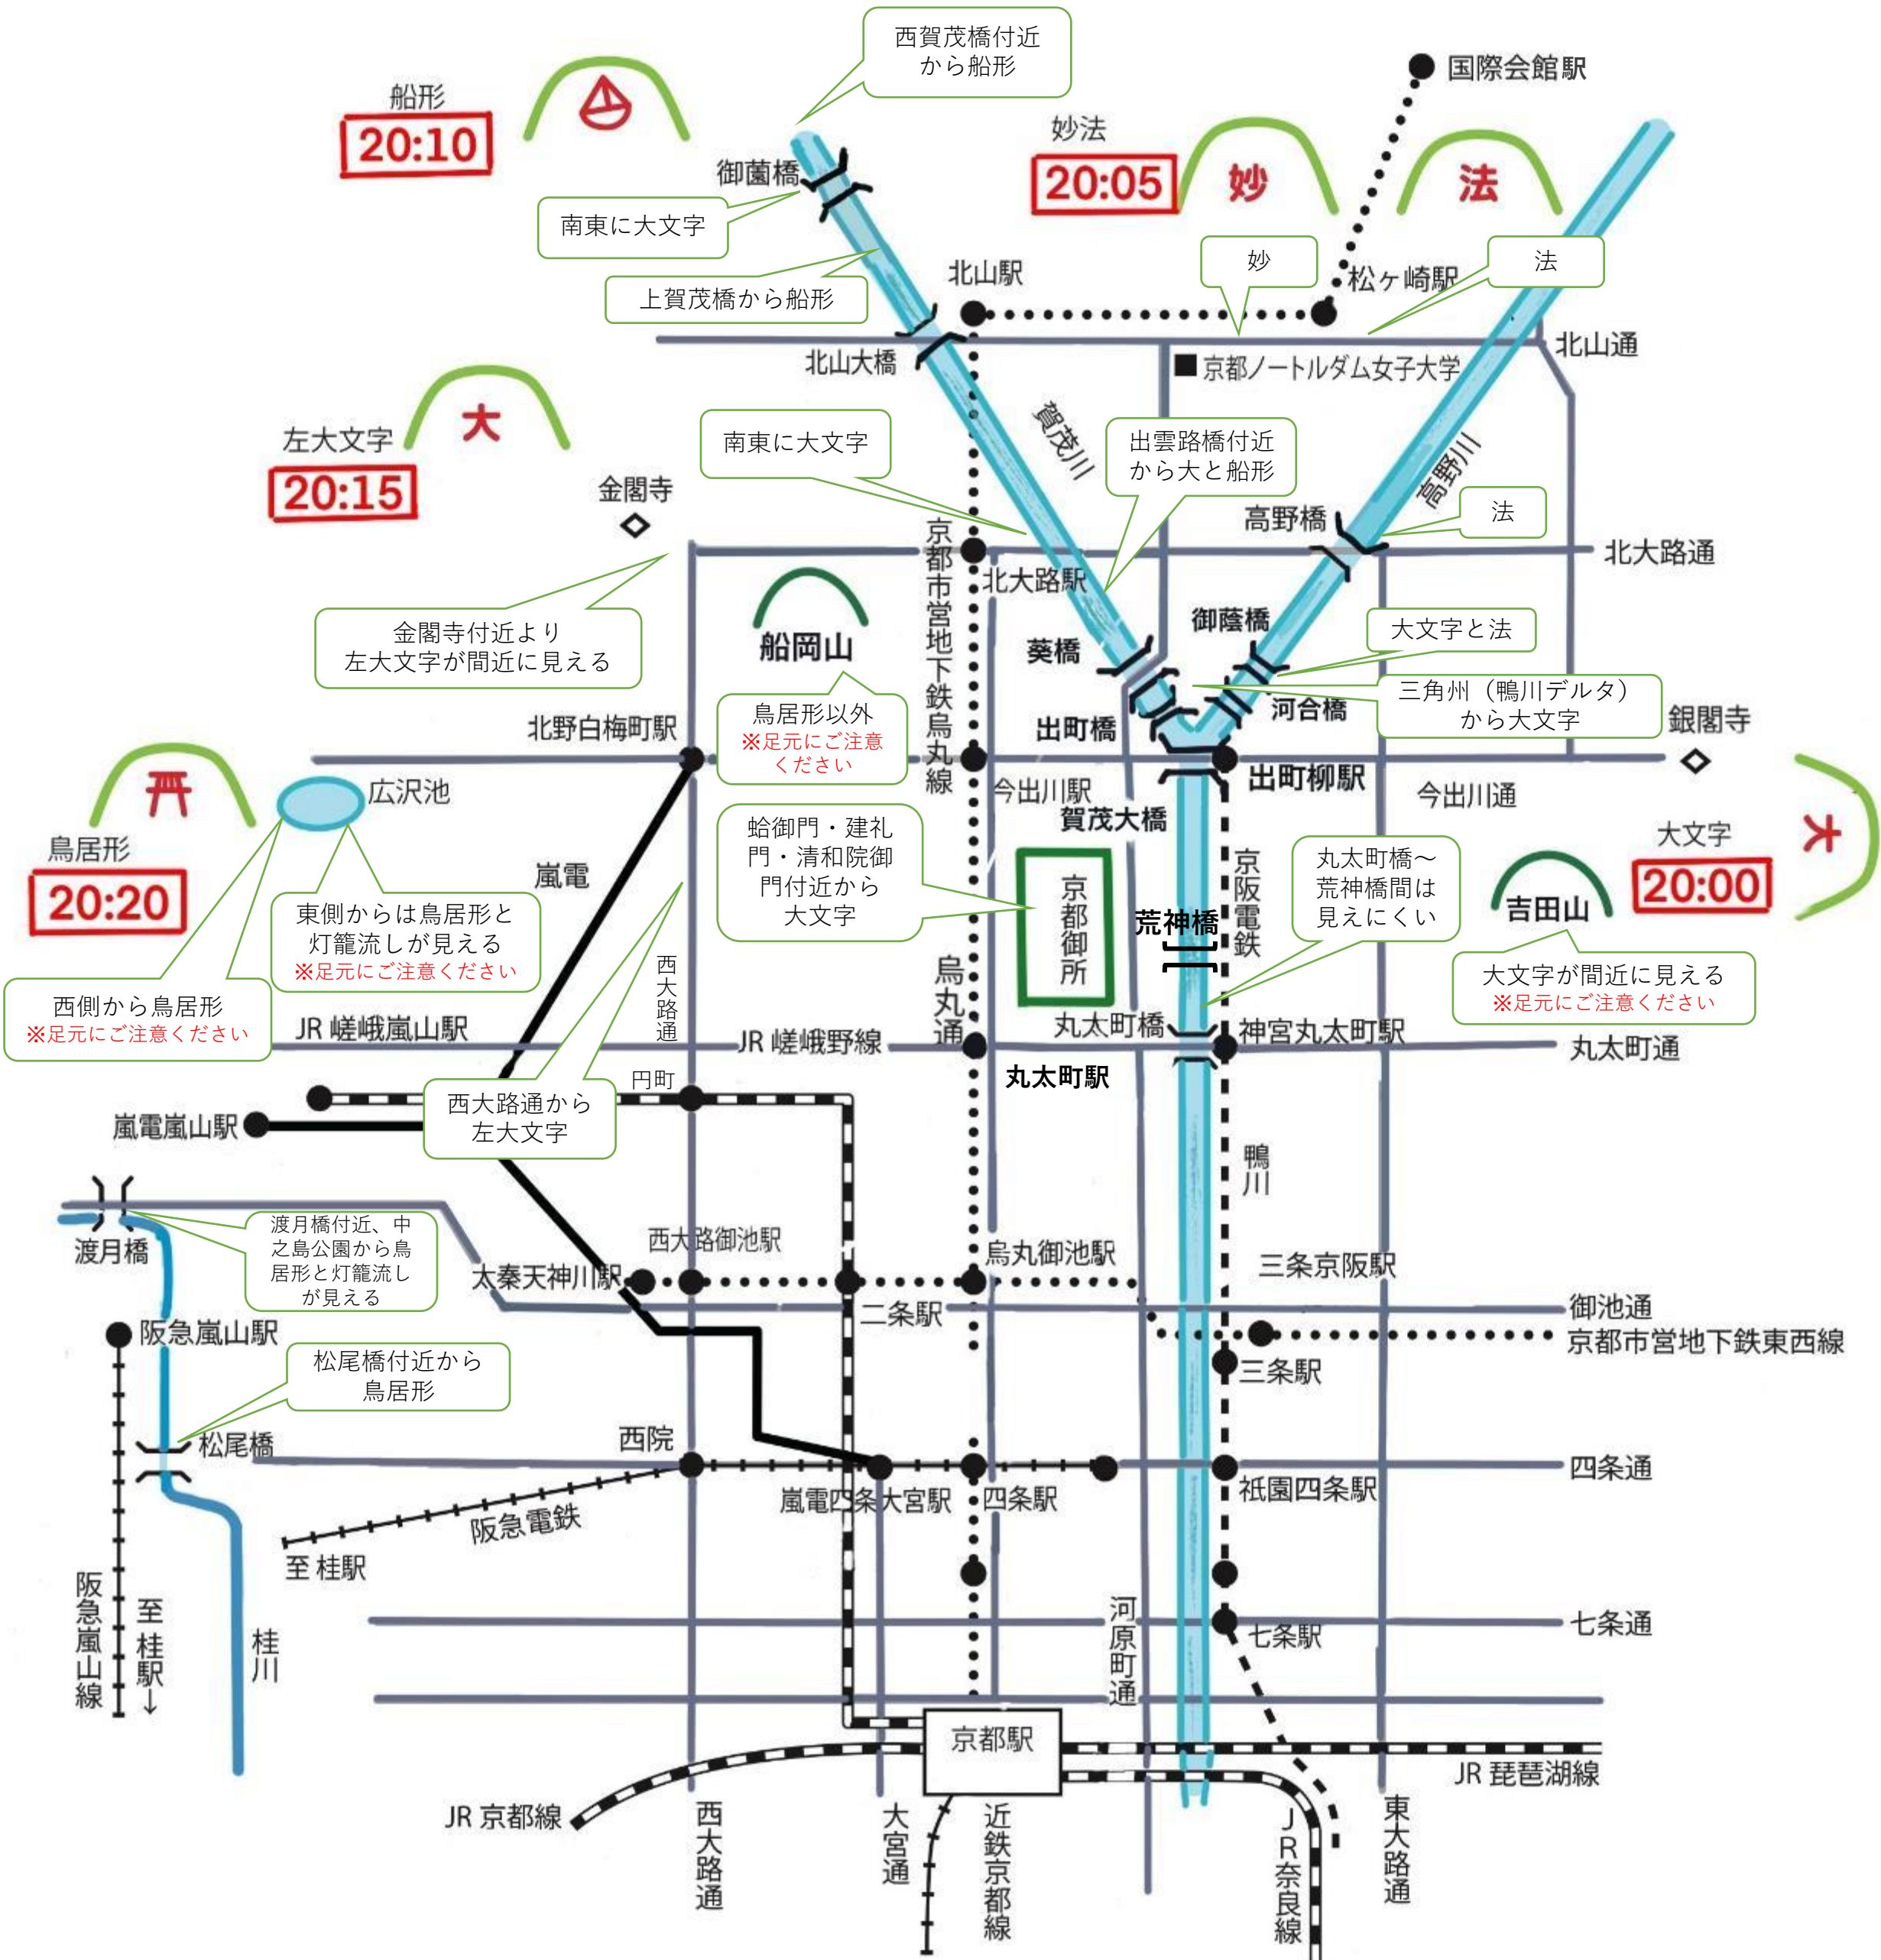 西賀茂橋付近
から船形
国際会館駅
船形
20:10
妙法
20:05
妙
法
御薗橋
南東に大文字
上賀茂橋から船形
北山駅
妙
松ヶ崎駅
法
北山大橋
北山通
■京都ノートルダム女子大学
左大文字
20:15
大
南東に大文字
賀茂川
出雲路橋付近
から大と船形
高野川
金閣寺
高野橋
法
京都市営地下鉄烏丸線
北大路駅
北大路通
金閣寺付近より
左大文字が間近に見える
船岡山
葵橋
御蔭橋
大文字と法
三角州（鴨川デルタ）
から大文字
鳥居形以外
※足元にご注意
ください
北野白梅町駅
出町橋
河合橋
銀閣寺
広沢池
今出川駅
出町柳駅
今出川通
賀茂大橋
鳥居形
20:20
嵐電
蛤御門・建礼
門・清和院御
門付近から
大文字
京都御所
荒神橋
京阪電鉄
丸太町橋～
荒神橋間は
見えにくい
吉田山
大文字
20:00
大
東側からは鳥居形と
灯籠流しが見える
※足元にご注意ください
西側から鳥居形
※足元にご注意ください
西大路通
烏丸通
大文字が間近に見える
※足元にご注意ください
JR 嵯峨嵐山駅
JR 嵯峨野線
丸太町橋
神宮丸太町駅
丸太町通
丸太町駅
円町
西大路通から
左大文字
嵐電嵐山駅
鴨川
渡月橋
渡月橋付近、中
之島公園から鳥
居形と灯籠流し
が見える
西大路御池駅
太秦天神川駅
烏丸御池駅
三条京阪駅
二条駅
御池通
京都市営地下鉄東西線
阪急嵐山駅
三条駅
松尾橋付近から
鳥居形
松尾橋
西院
嵐電四条大宮駅
四条駅
祇園四条駅
四条通
阪急電鉄
至 桂駅
阪急嵐山線
至 桂駅↓
桂川
河原町通
七条駅
七条通
京都駅
JR 琵琶湖線
JR 京都線
西大路通
大宮通
近鉄京都線
JR奈良線
東大路通